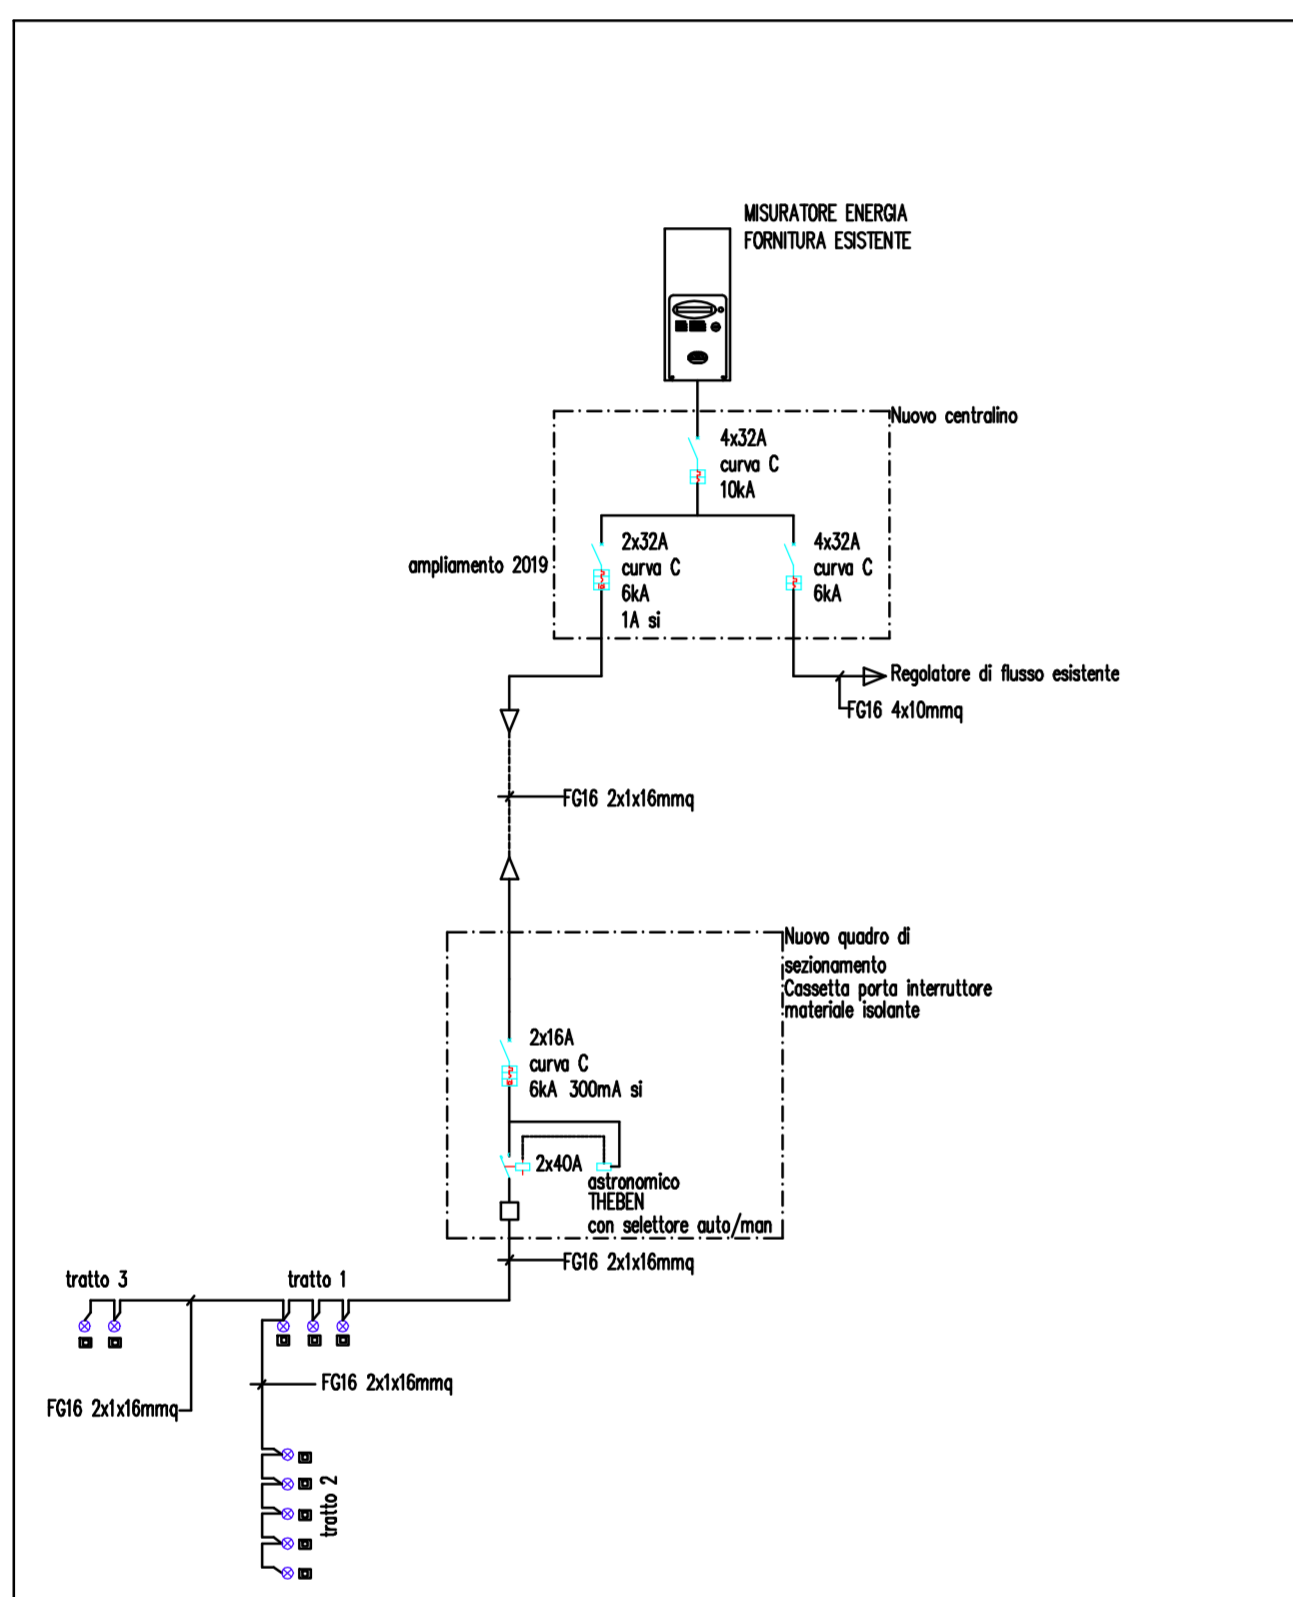 MISURATORE ENERGIA
FORNITURA ESISTENTE
Nuovo centralino
4x32A
curva C
10kA
ampliamento 2019
2x32A
curva C
6kA
1A si
4x32A
curva C
6kA
Regolatore di flusso esistente
FG16 4x10mmq
FG16 2x1x16mmq
Nuovo quadro di
sezionamento
Cassetta porta interruttore
materiale isolante
2x16A
curva C
6kA 300mA si
2x40A
astronomico
THEBEN
con selettore auto/man
FG16 2x1x16mmq
tratto 3
tratto 1
FG16 2x1x16mmq
FG16 2x1x16mmq
tratto 2